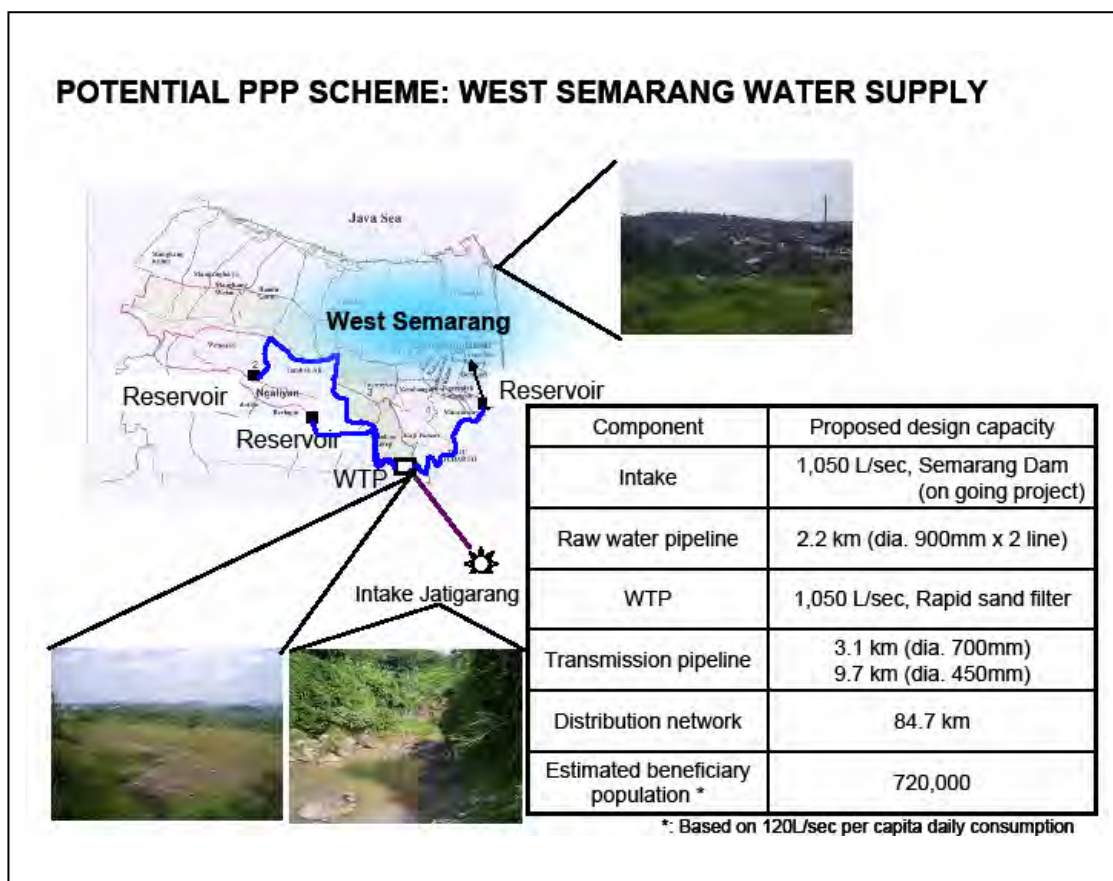 POTENTIAL PPP SCHEME: WEST SEMARANG WATER SUPPLY
Java Sea
West Semarang
Reservoir
Reservoir
Ngaliyan
Reservoir
WTP
Intake Jatigarang
Component Proposed design capacity
Intake 1,050 L/sec, Semarang Dam
(on going project)
Raw water pipeline 2.2 km (dia. 900mm x 2 line)
WTP 1,050 L/sec, Rapid sand filter
Transmission pipeline 3.1 km (dia. 700mm)
9.7 km (dia. 450mm)
Distribution network 84.7 km
Estimated beneficiary
population * 720,000
*: Based on 120L/sec per capita daily consumption